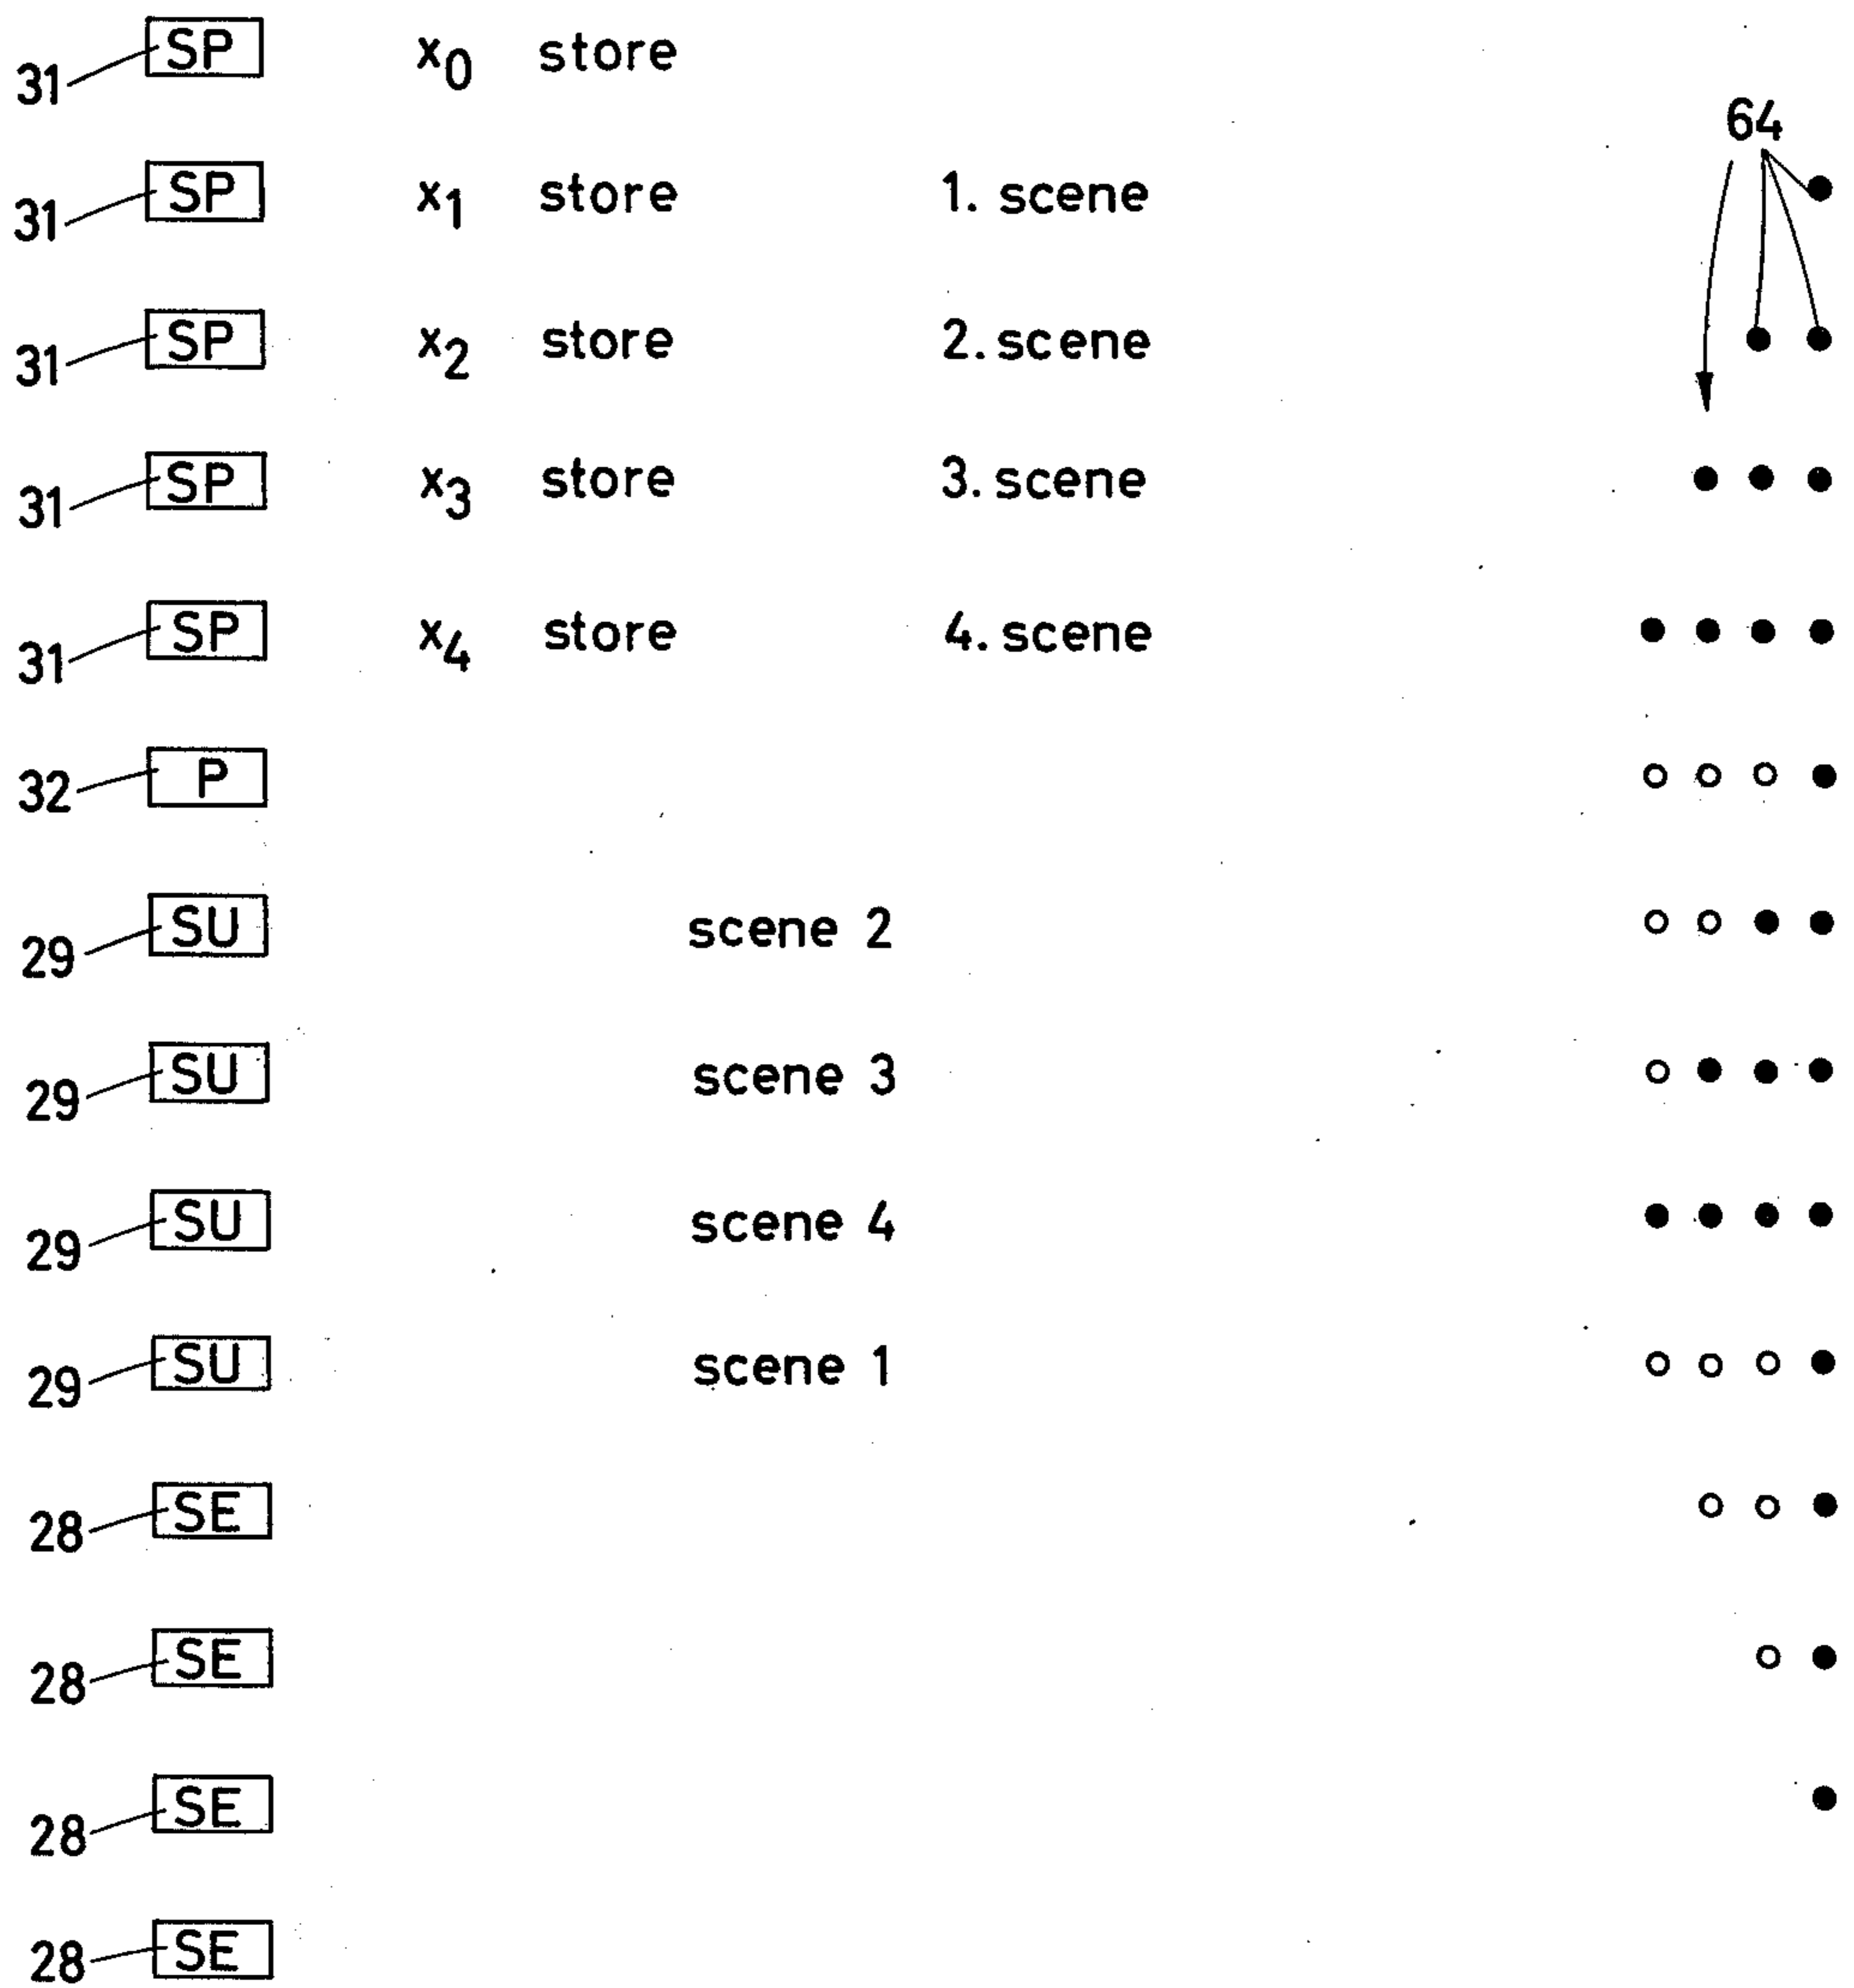 31 SP x0 store
64
31 SP x1 store 1. scene
31 SP x2 store 2. scene
31 SP x3 store 3. scene
31 SP x4 store 4. scene
32 P
29 SU scene 2
29 SU scene 3
29 SU scene 4
29 SU scene 1
28 SE
28 SE
28 SE
28 SE